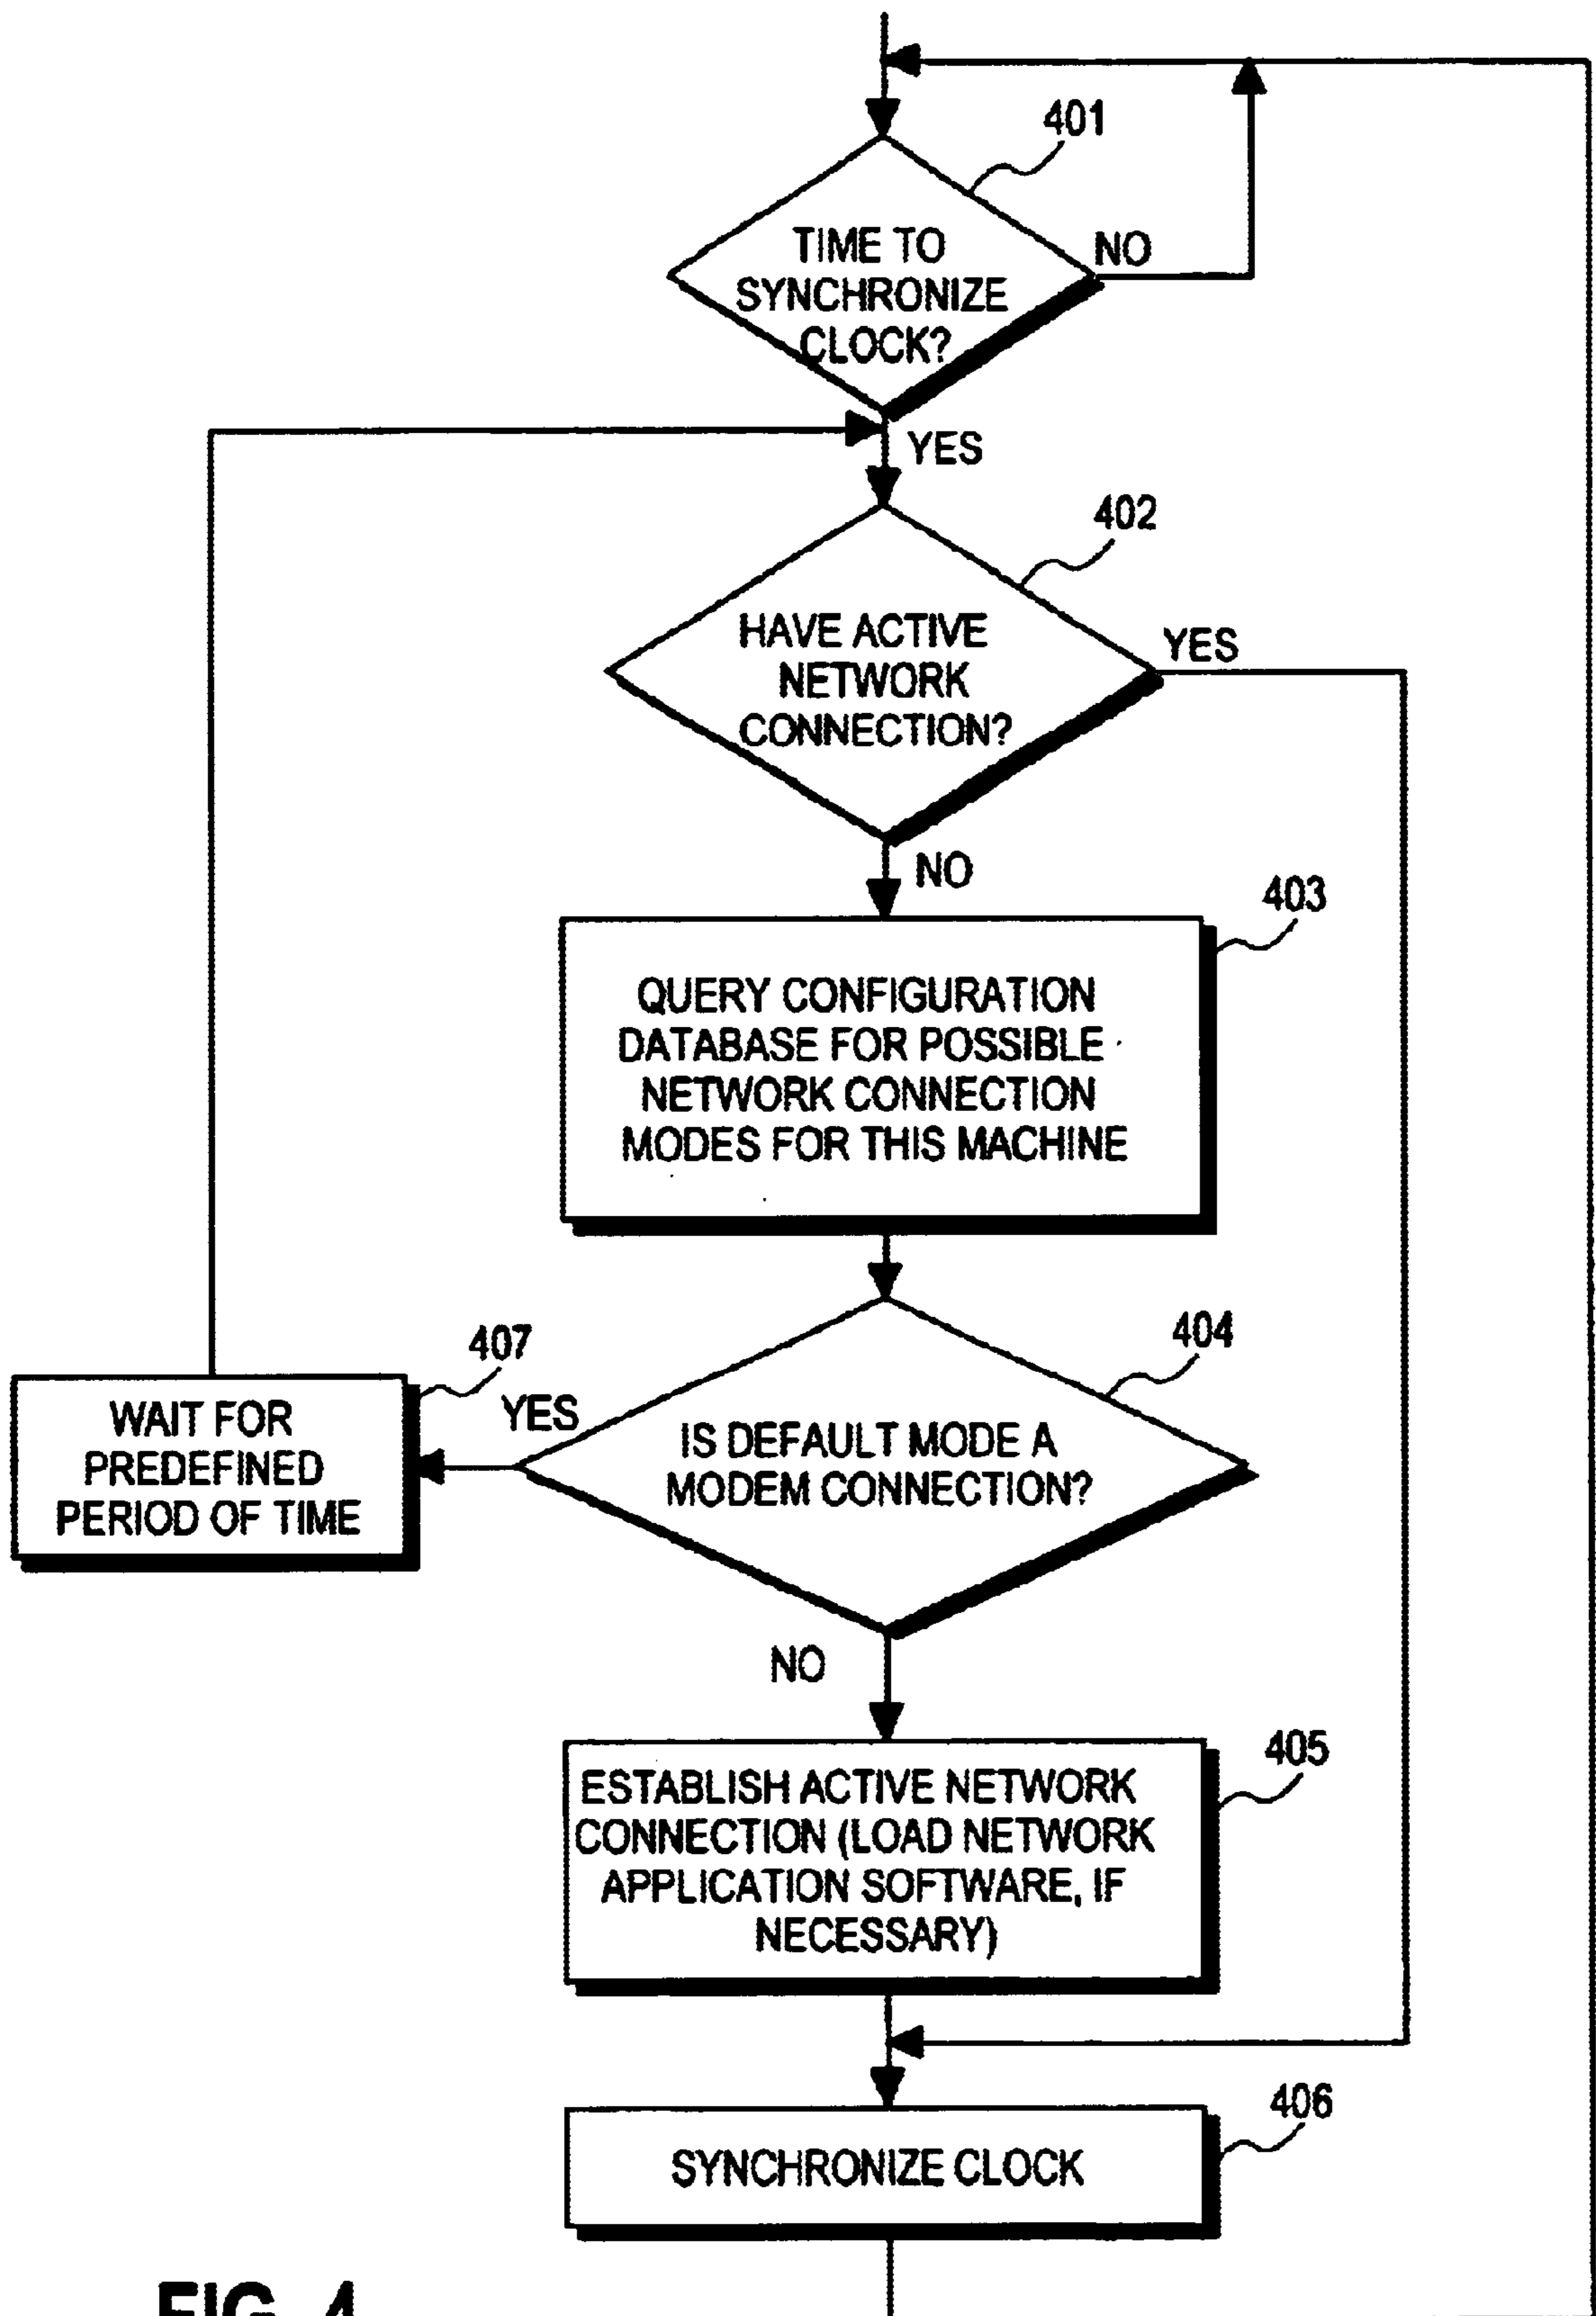 401
TIME TO
SYNCHRONIZE
CLOCK?
NO
YES
402
HAVE ACTIVE
NETWORK
CONNECTION?
YES
NO
403
QUERY CONFIGURATION
DATABASE FOR POSSIBLE
NETWORK CONNECTION
MODES FOR THIS MACHINE
407
WAIT FOR
PREDEFINED
PERIOD OF TIME
YES
404
IS DEFAULT MODE A
MODEM CONNECTION?
NO
405
ESTABLISH ACTIVE NETWORK
CONNECTION (LOAD NETWORK
APPLICATION SOFTWARE, IF
NECESSARY)
406
SYNCHRONIZE CLOCK
FIG. 4